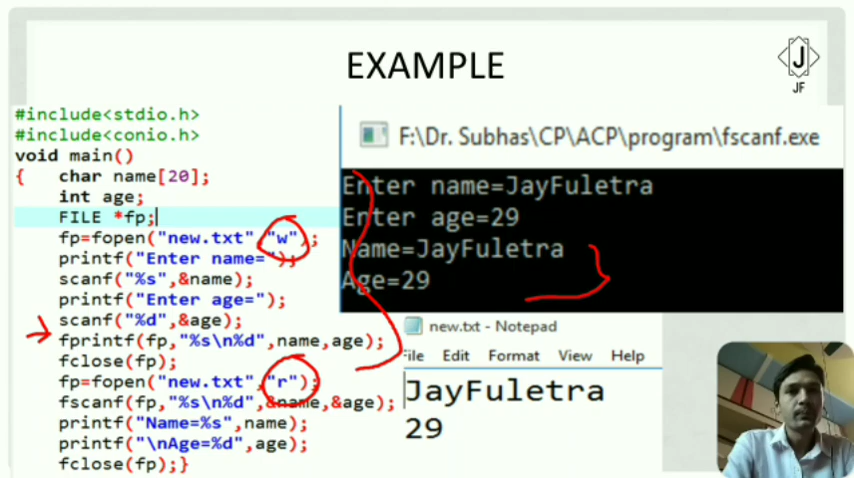 EXAMPLE
J
JF
#include<stdio.h>
#include<conio.h>
void main()
{ char name[20];
int age;
FILE *fp;
fp=fopen("new.txt","w");
printf("Enter name=");
scanf("%s",&name);
printf("Enter age=");
scanf("%d",&age);
fprintf(fp,"%s\n%d",name,age);
fclose(fp);
fp=fopen("new.txt","r");
fscanf(fp,"%s\n%d",&name,&age);
printf("Name=%s",name);
printf("\nAge=%d",age);
fclose(fp);}
F:\Dr. Subhas\CP\ACP\program\fscanf.exe
Enter name=JayFuletra
Enter age=29
Name=JayFuletra
Age=29
new.txt - Notepad
File Edit Format View Help
JayFuletra
29